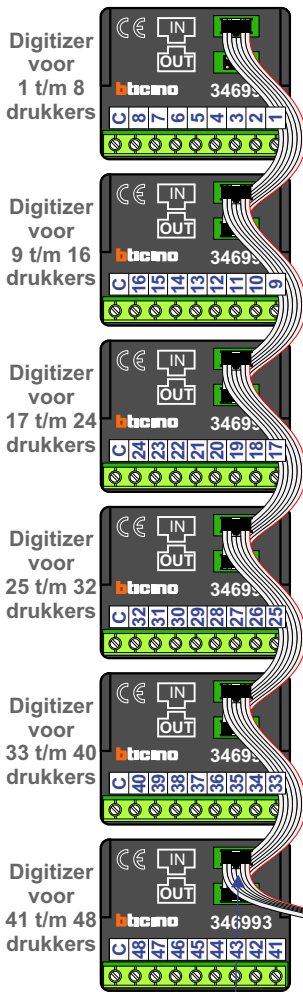 Digitizer
voor
1 t/m 8
drukkers
CE IN
OUT
bticino 34699
C 8 7 6 5 4 3 2 1
Digitizer
voor
9 t/m 16
drukkers
CE IN
OUT
bticino 34699
C 16 15 14 13 12 11 10 9
Digitizer
voor
17 t/m 24
drukkers
CE IN
OUT
bticino 34699
C 24 23 22 21 20 19 18 17
Digitizer
voor
25 t/m 32
drukkers
CE IN
OUT
bticino 34699
C 32 31 30 29 28 27 26 25
Digitizer
voor
33 t/m 40
drukkers
CE IN
OUT
bticino 34699
C 40 39 38 37 36 35 34 33
Digitizer
voor
41 t/m 48
drukkers
CE IN
OUT
bticino 346993
C 48 47 46 45 44 43 42 41